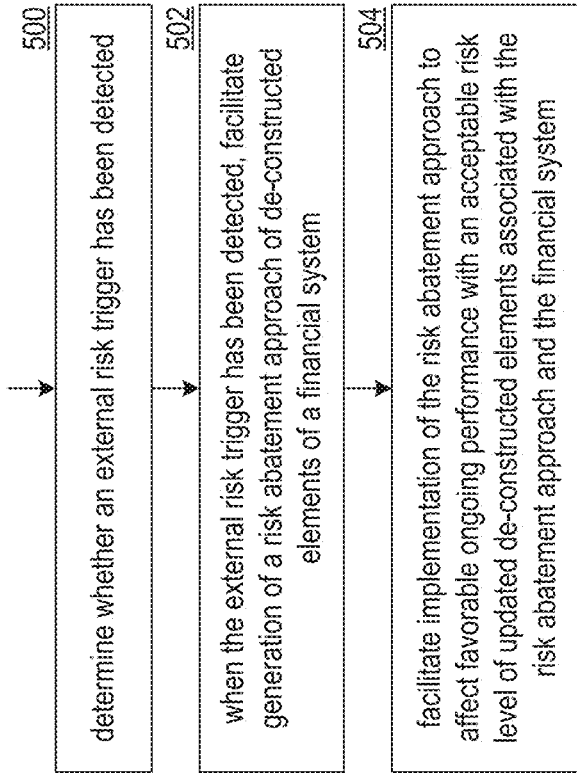 500
determine whether an external risk trigger has been detected
502
when the external risk trigger has been detected, facilitate
generation of a risk abatement approach of de-constructed
elements of a financial system
504
facilitate implementation of the risk abatement approach to
affect favorable ongoing performance with an acceptable risk
level of updated de-constructed elements associated with the
risk abatement approach and the financial system